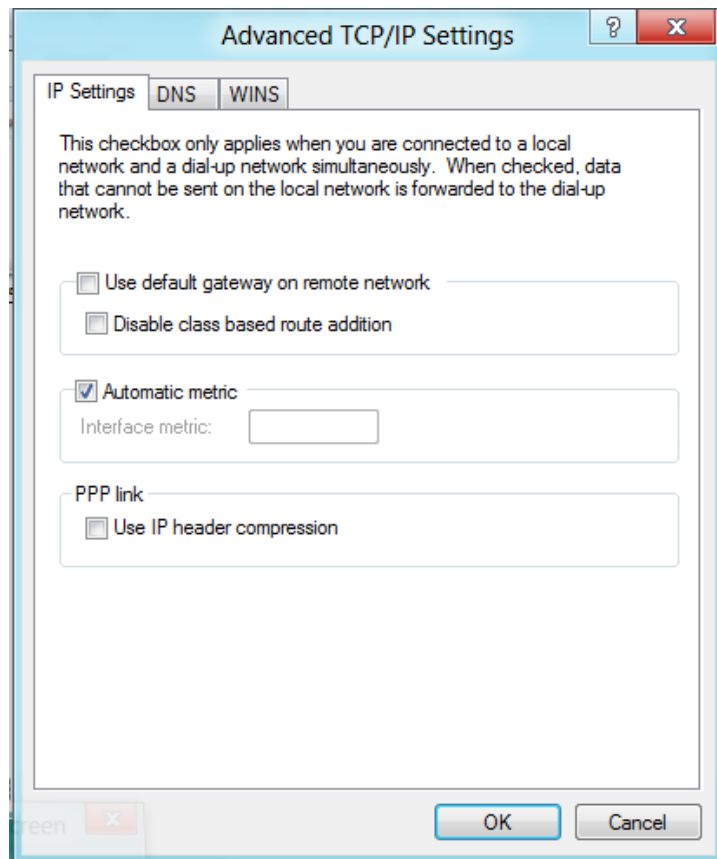 Advanced TCP/IP Settings
?
x
IP Settings
DNS
WINS
This checkbox only applies when you are connected to a local
network and a dial-up network simultaneously. When checked, data
that cannot be sent on the local network is forwarded to the dial-up
network.
Use default gateway on remote network
Disable class based route addition
Automatic metric
Interface metric:
PPP link
Use IP header compression
OK
Cancel